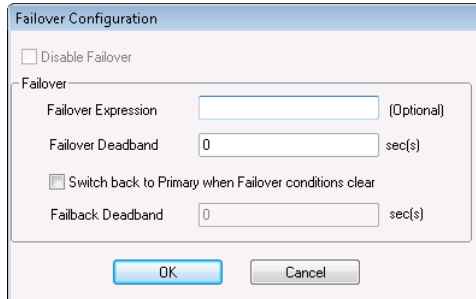 Failover Configuration
Disable Failover
Failover
Failover Expression (Optional)
Failover Deadband 0 sec(s)
Switch back to Primary when Failover conditions clear
Failback Deadband 0 sec(s)
OK Cancel